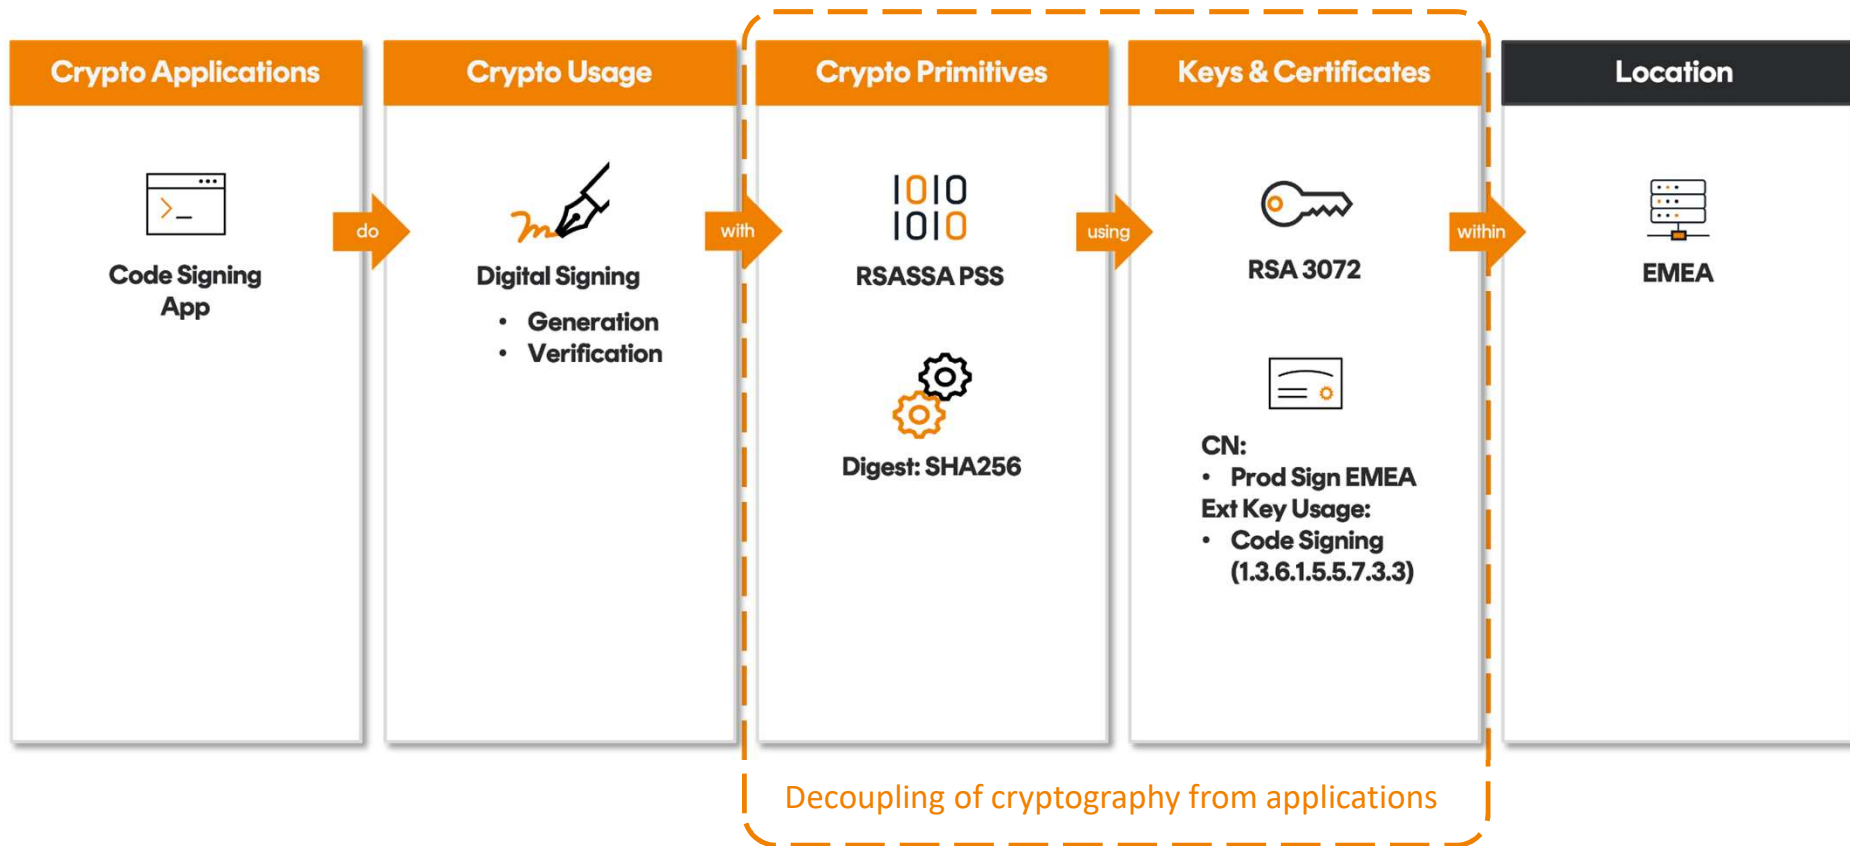 Crypto Applications
Code Signing
App
do
Crypto Usage
Digital Signing
• Generation
• Verification
with
Crypto Primitives
1010
1010
RSASSA PSS
Digest: SHA256
using
Keys & Certificates
RSA 3072
CN:
• Prod Sign EMEA
Ext Key Usage:
• Code Signing
(1.3.6.1.5.5.7.3.3)
within
Location
EMEA
Decoupling of cryptography from applications